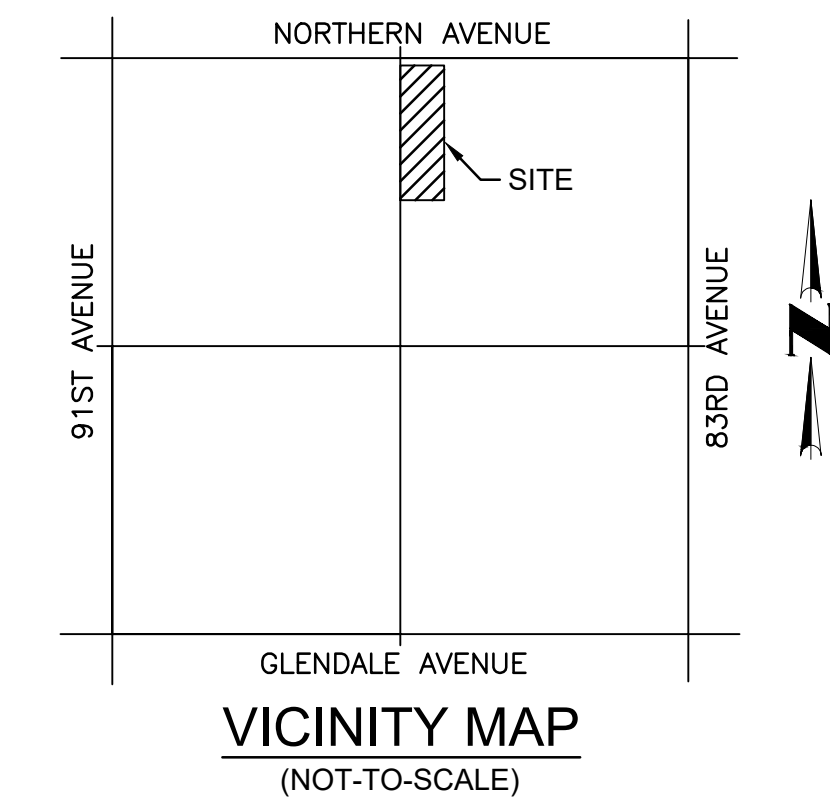 NORTHERN AVENUE
SITE
91ST AVENUE
83RD AVENUE
N
GLENDALE AVENUE
VICINITY MAP
(NOT-TO-SCALE)